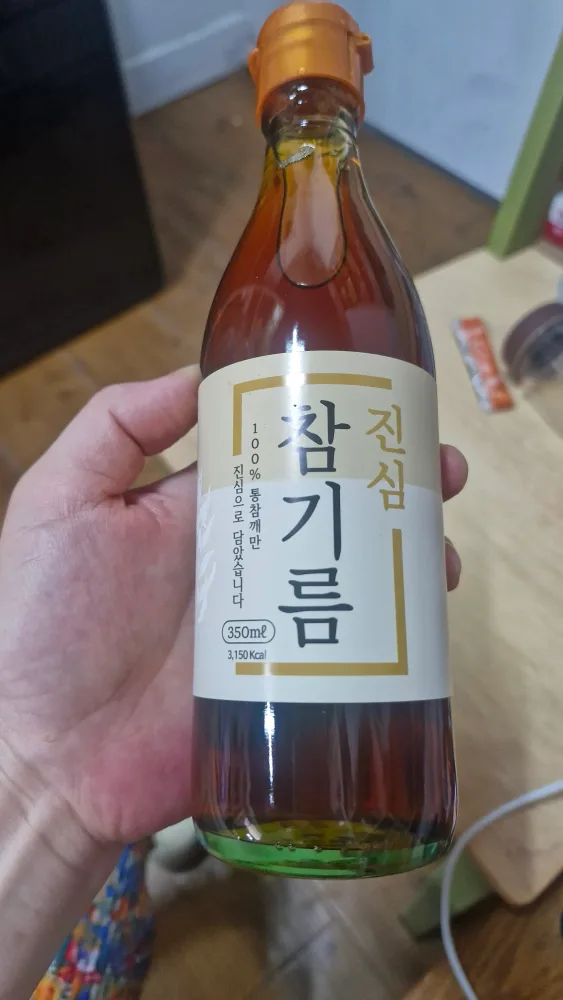 진심
참기름
100% 통참깨만
진심으로 담았습니다
350mℓ
3,150 Kcal